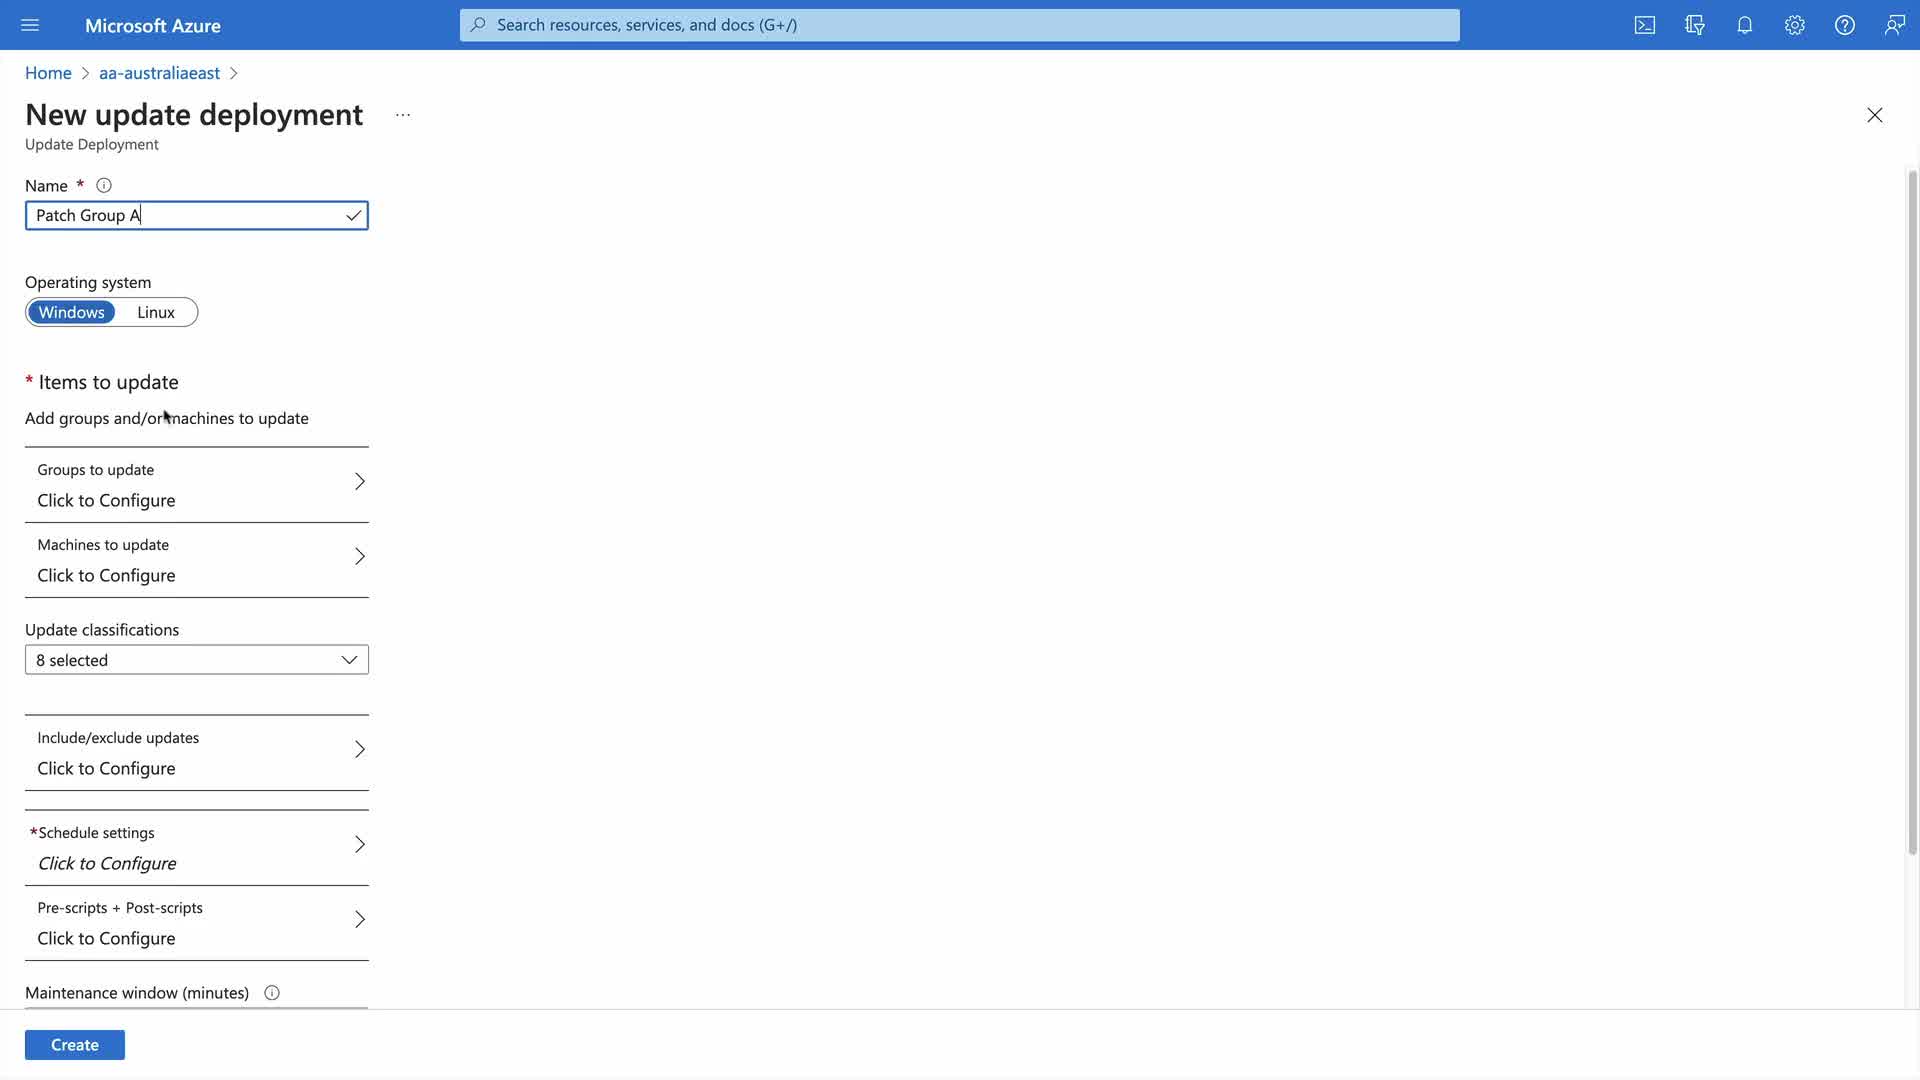 Microsoft Azure
Search resources, services, and docs (G+/)
Home > aa-australiaeast >
New update deployment ...
Update Deployment
Name *
Patch Group A
Operating system
Windows Linux
* Items to update
Add groups and/or machines to update
Groups to update
Click to Configure
Machines to update
Click to Configure
Update classifications
8 selected
Include/exclude updates
Click to Configure
*Schedule settings
Click to Configure
Pre-scripts + Post-scripts
Click to Configure
Maintenance window (minutes)
Create